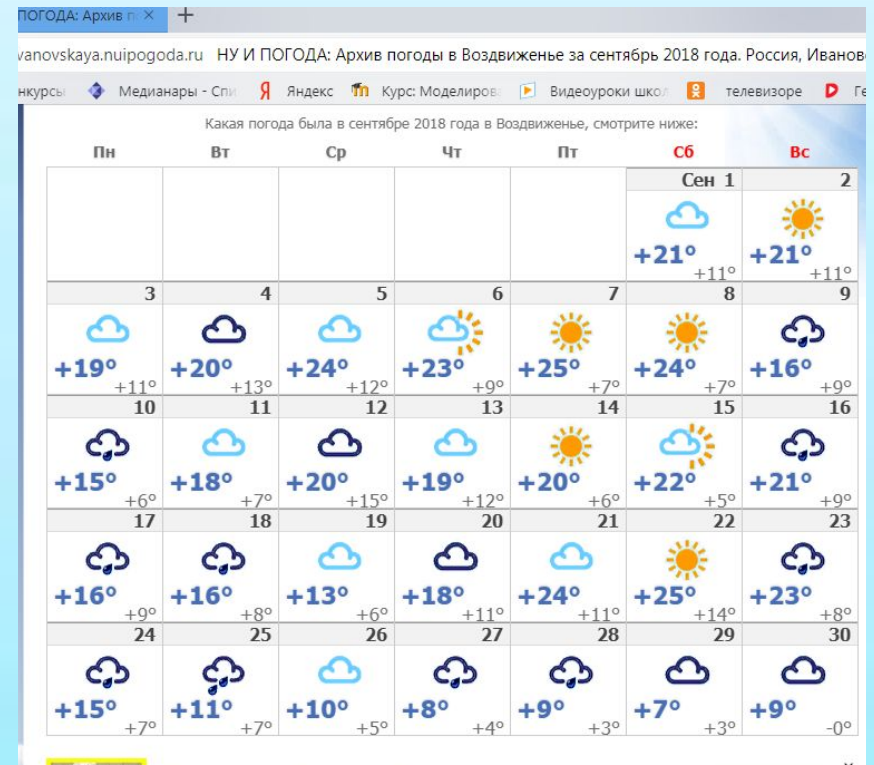 ПОГОДА: Архив п × +
vanovskaya.nuipogoda.ru НУ И ПОГОДА: Архив погоды в Воздвиженье за сентябрь 2018 года. Россия, Иванов
нкурсы Медианары - Спи Я Яндекс Курс: Моделиров Видеоуроки школ телевизоре
Какая погода была в сентябре 2018 года в Воздвиженье, смотрите ниже:
Пн Вт Ср Чт Пт Сб Вс
Сен 1 2
+21° +21°
+11° +11°
3 4 5 6 7 8 9
+19° +20° +24° +23° +25° +24° +16°
+11° +13° +12° +9° +7° +7° +9°
10 11 12 13 14 15 16
+15° +18° +20° +19° +20° +22° +21°
+6° +7° +15° +12° +6° +5° +9°
17 18 19 20 21 22 23
+16° +16° +13° +18° +24° +25° +23°
+9° +8° +6° +11° +11° +14° +8°
24 25 26 27 28 29 30
+15° +11° +10° +8° +9° +7° +9°
+7° +7° +5° +4° +3° +3° -0°